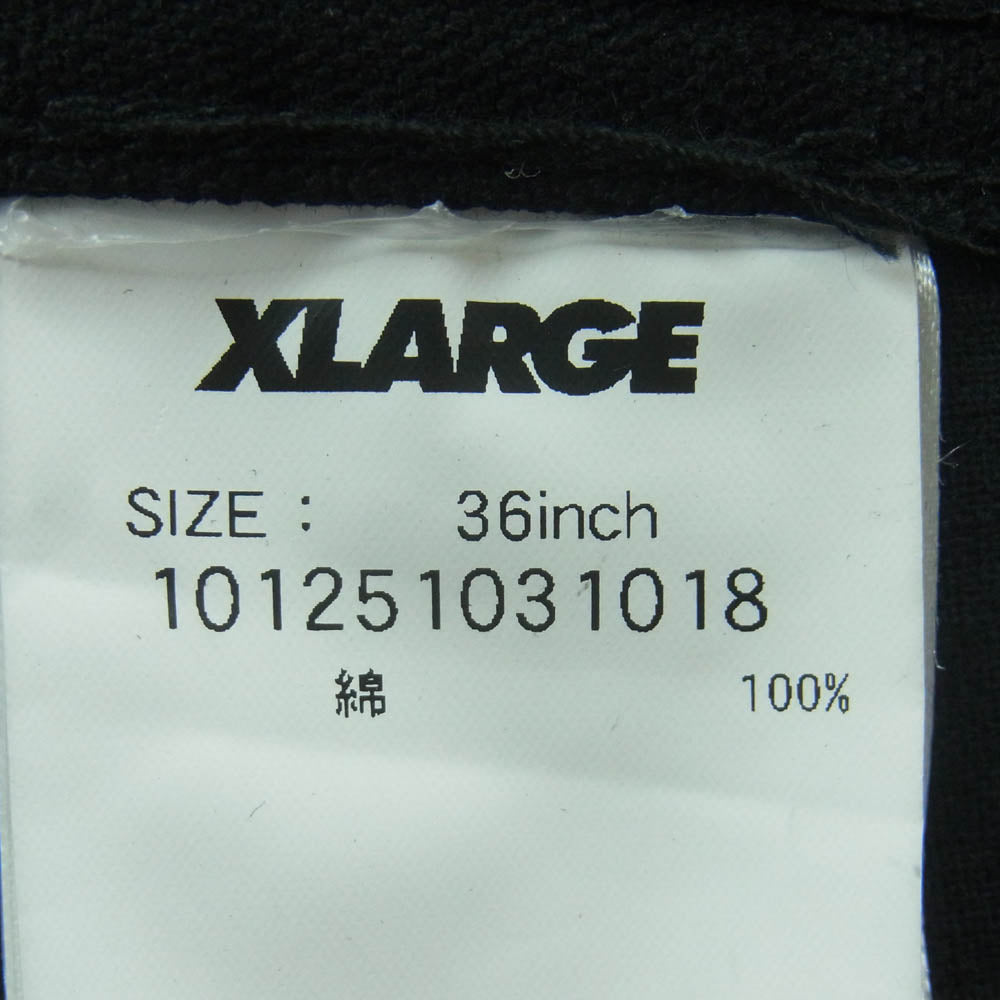 XLARGE
SIZE : 36inch
101251031018
綿 100%